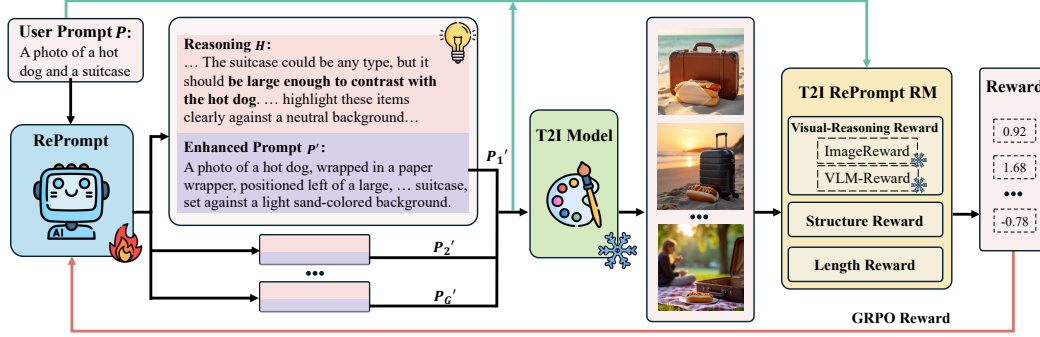 User Prompt P:
A photo of a hot
dog and a suitcase
RePrompt
AI
Reasoning H:
… The suitcase could be any type, but it
should be large enough to contrast with
the hot dog. … highlight these items
clearly against a neutral background…
Enhanced Prompt P′:
A photo of a hot dog, wrapped in a paper
wrapper, positioned left of a large, … suitcase,
set against a light sand-colored background.
P1′
P2′
•••
PG′
T2I Model
•••
T2I RePrompt RM
Visual-Reasoning Reward
ImageReward
VLM-Reward
Structure Reward
Length Reward
Reward
0.92
1.68
•••
-0.78
GRPO Reward